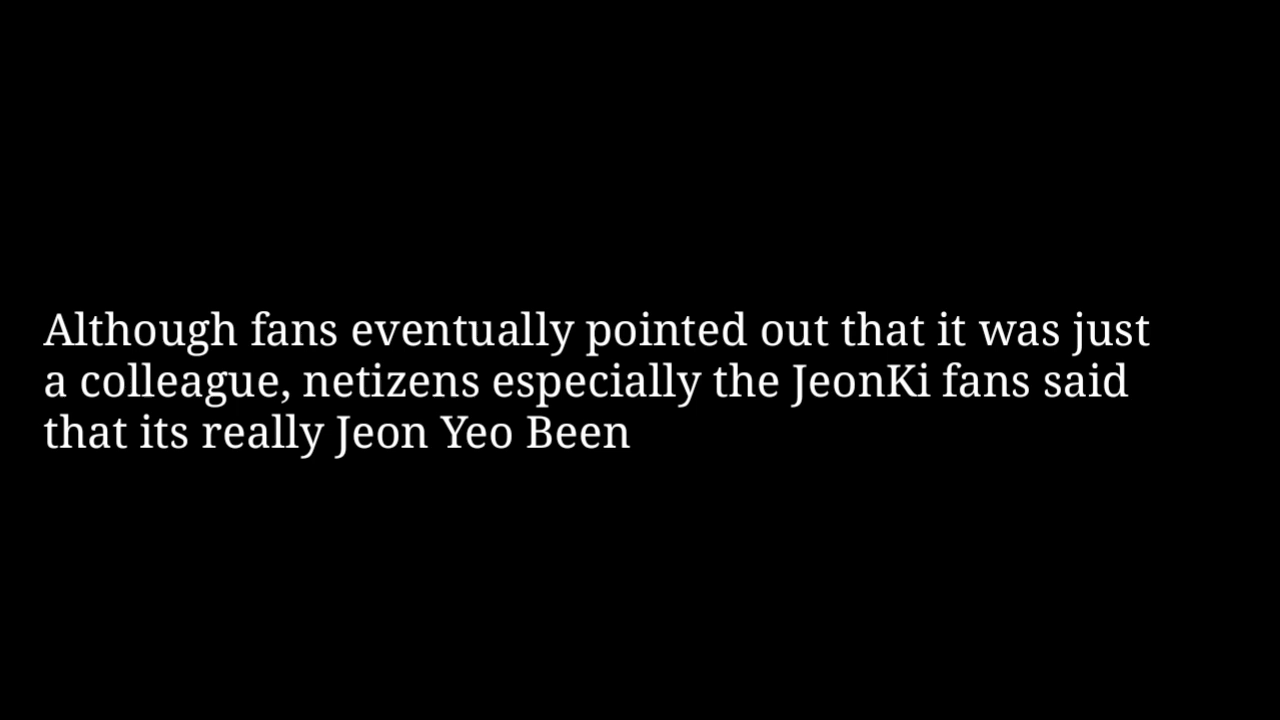 Although fans eventually pointed out that it was just
a colleague, netizens especially the JeonKi fans said
that its really Jeon Yeo Been